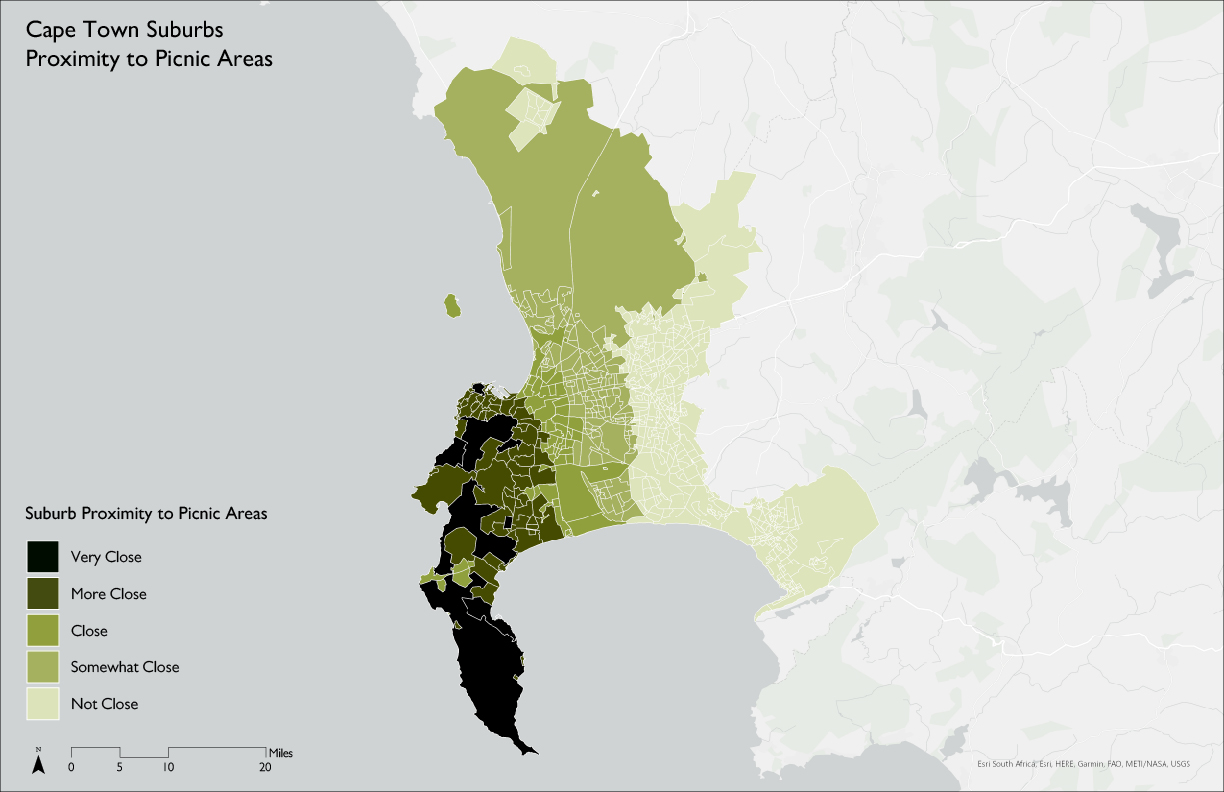 Cape Town Suburbs
Proximity to Picnic Areas
Suburb Proximity to Picnic Areas
Very Close
More Close
Close
Somewhat Close
Not Close
N
Miles
0 5 10 20
Esri South Africa, Esri, HERE, Garmin, FAO, METI/NASA, USGS